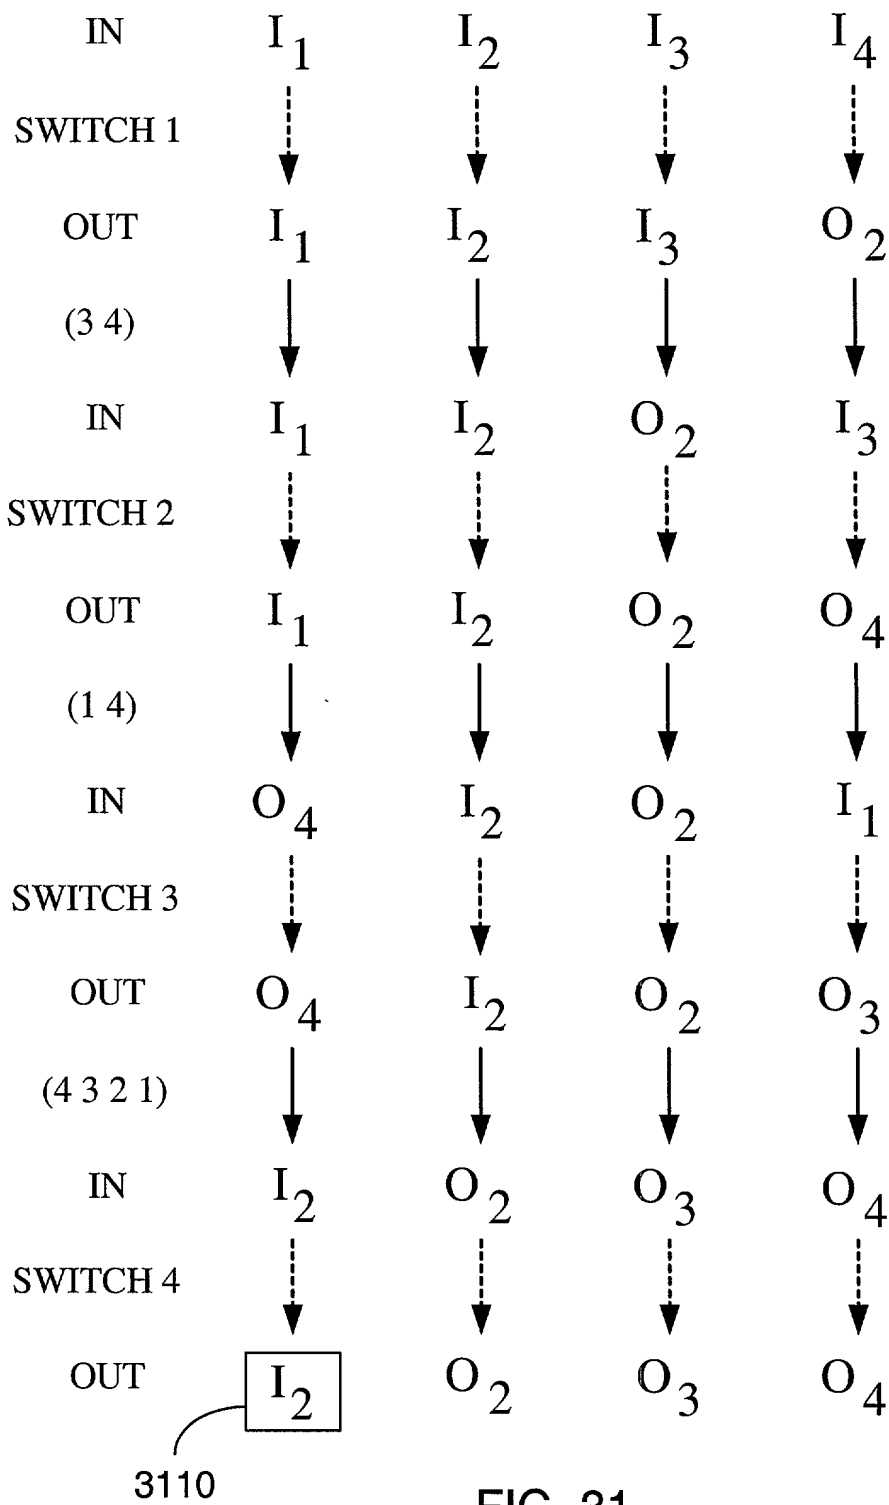 IN I1 I2 I3 I4
SWITCH 1
OUT I1 I2 I3 O2
(3 4)
IN I1 I2 O2 I3
SWITCH 2
OUT I1 I2 O2 O4
(1 4)
IN O4 I2 O2 I1
SWITCH 3
OUT O4 I2 O2 O3
(4 3 2 1)
IN I2 O2 O3 O4
SWITCH 4
OUT I2 O2 O3 O4
3110
FIG. 31